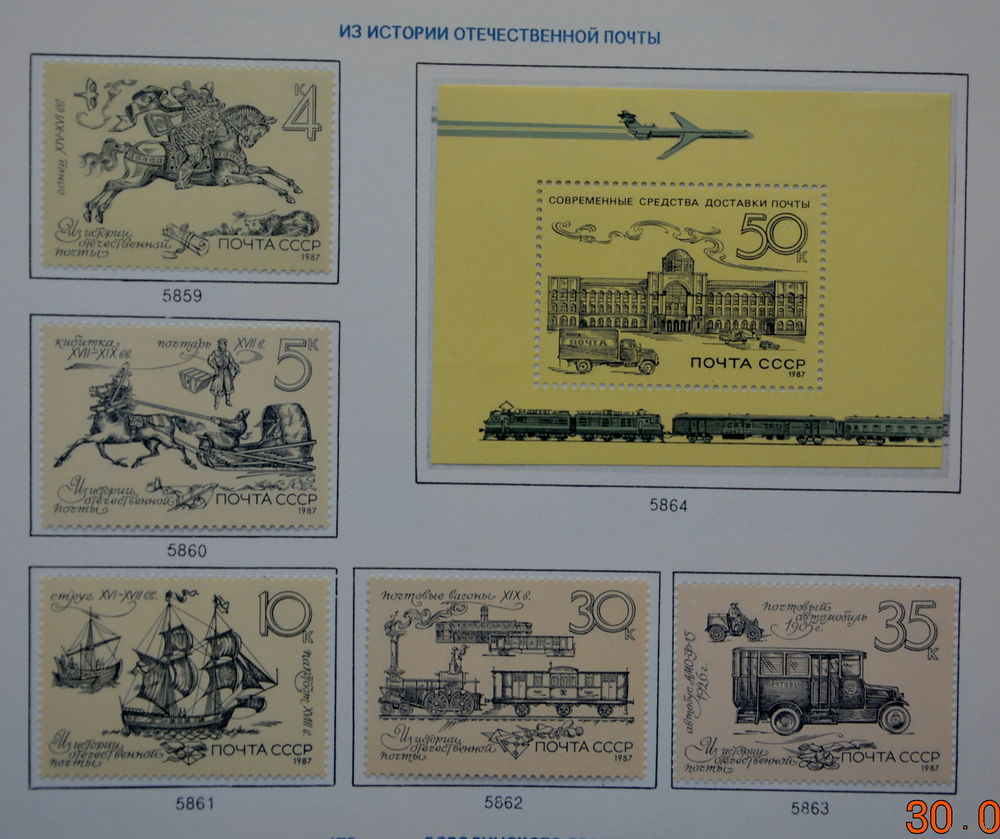 ИЗ ИСТОРИИ ОТЕЧЕСТВЕННОЙ ПОЧТЫ
4 К
гонец XIV-XVI вв
Из истории
отечественной
почты
ПОЧТА СССР
1987
5859
СОВРЕМЕННЫЕ СРЕДСТВА ДОСТАВКИ ПОЧТЫ
50 К
ПОЧТА
ПОЧТА СССР
1987
5864
кибитка
XVII-XIX вв.
почтарь XVII в.
5 К
Из истории
отечественной
почты
ПОЧТА СССР
1987
5860
струг XVI-XVII вв.
10 К
пакетбот XVIII в
Из истории
отечественной
почты
ПОЧТА СССР
1987
5861
почтовые вагоны XIX в.
30 К
Из истории
отечественной
почты
ПОЧТА СССР
1987
5862
почтовый
автомобиль
1905 г.
35 К
автобус АМО-Ф-15
1926 г.
Из истории
отечественной
почты
ПОЧТА СССР
1987
5863
30.0